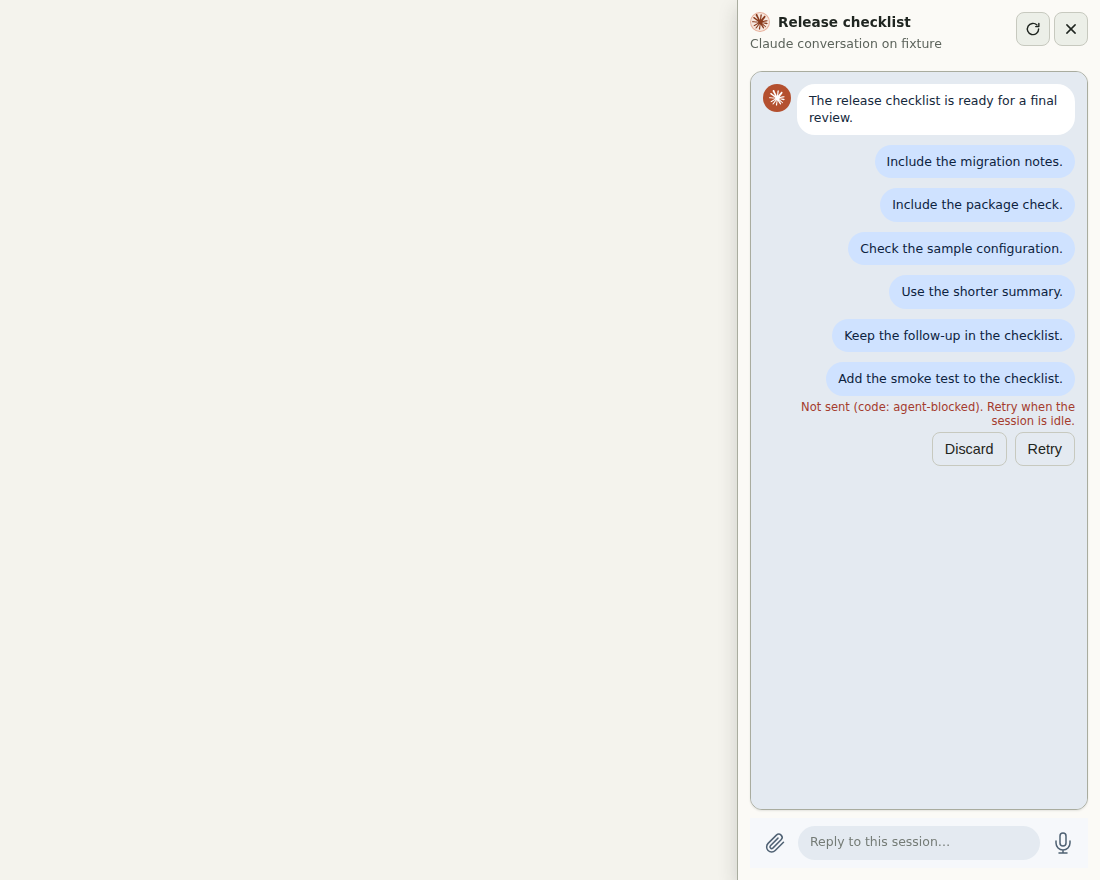 Release checklist
Claude conversation on fixture
The release checklist is ready for a final
review.
Include the migration notes.
Include the package check.
Check the sample configuration.
Use the shorter summary.
Keep the follow-up in the checklist.
Add the smoke test to the checklist.
Not sent (code: agent-blocked). Retry when the
session is idle.
Discard
Retry
Reply to this session...